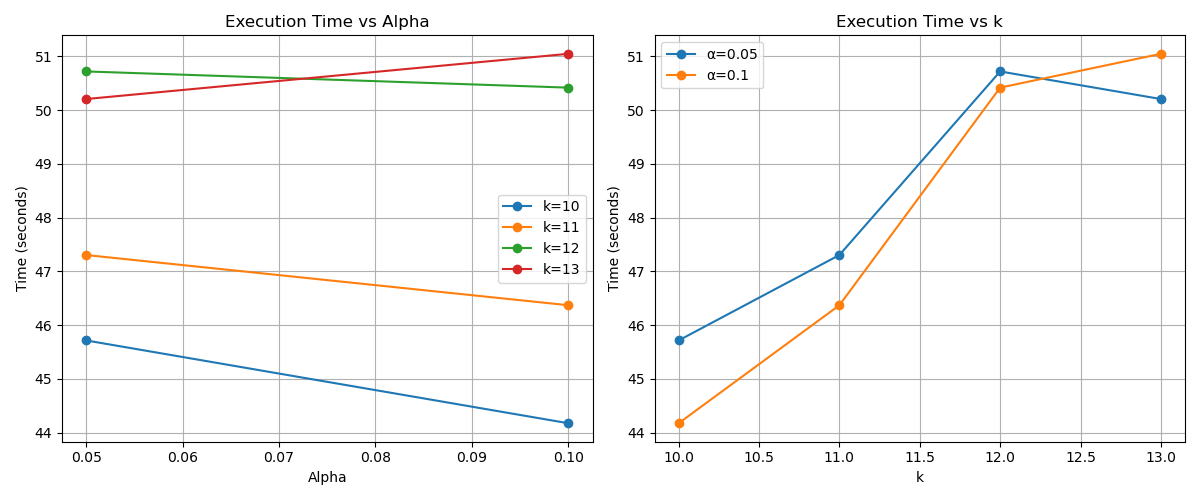 Execution Time vs Alpha
51
50
49
48
47
46
45
44
Time (seconds)
k=10
k=11
k=12
k=13
0.05 0.06 0.07 0.08 0.09 0.10
Alpha
Execution Time vs k
α=0.05
α=0.1
51
50
49
48
47
46
45
44
Time (seconds)
10.0 10.5 11.0 11.5 12.0 12.5 13.0
k